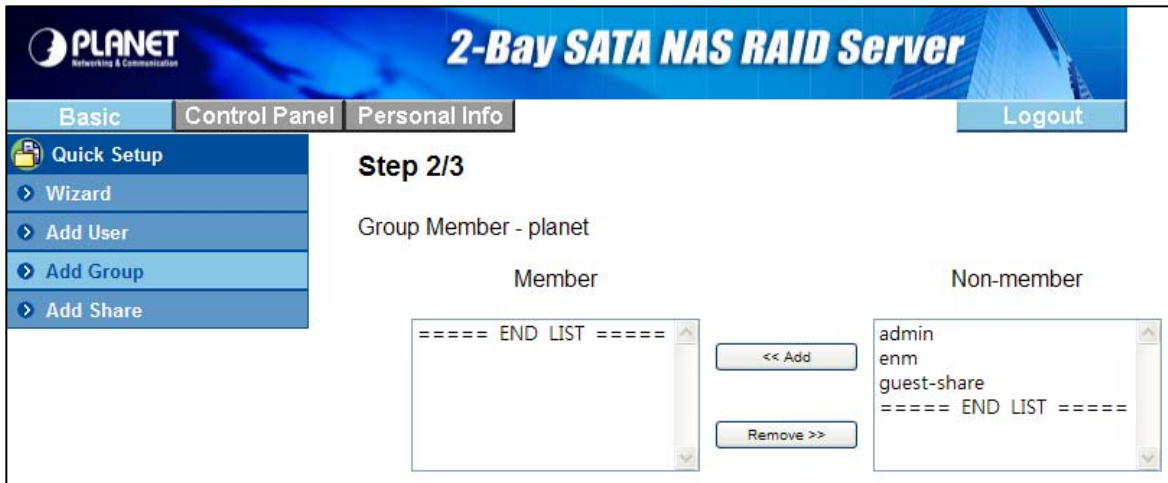 PLANET
Networking & Communication
2-Bay SATA NAS RAID Server
Basic
Control Panel
Personal Info
Logout
Quick Setup
Wizard
Add User
Add Group
Add Share
Step 2/3
Group Member - planet
Member
Non-member
===== END LIST =====
<< Add
Remove >>
admin
enm
guest-share
===== END LIST =====